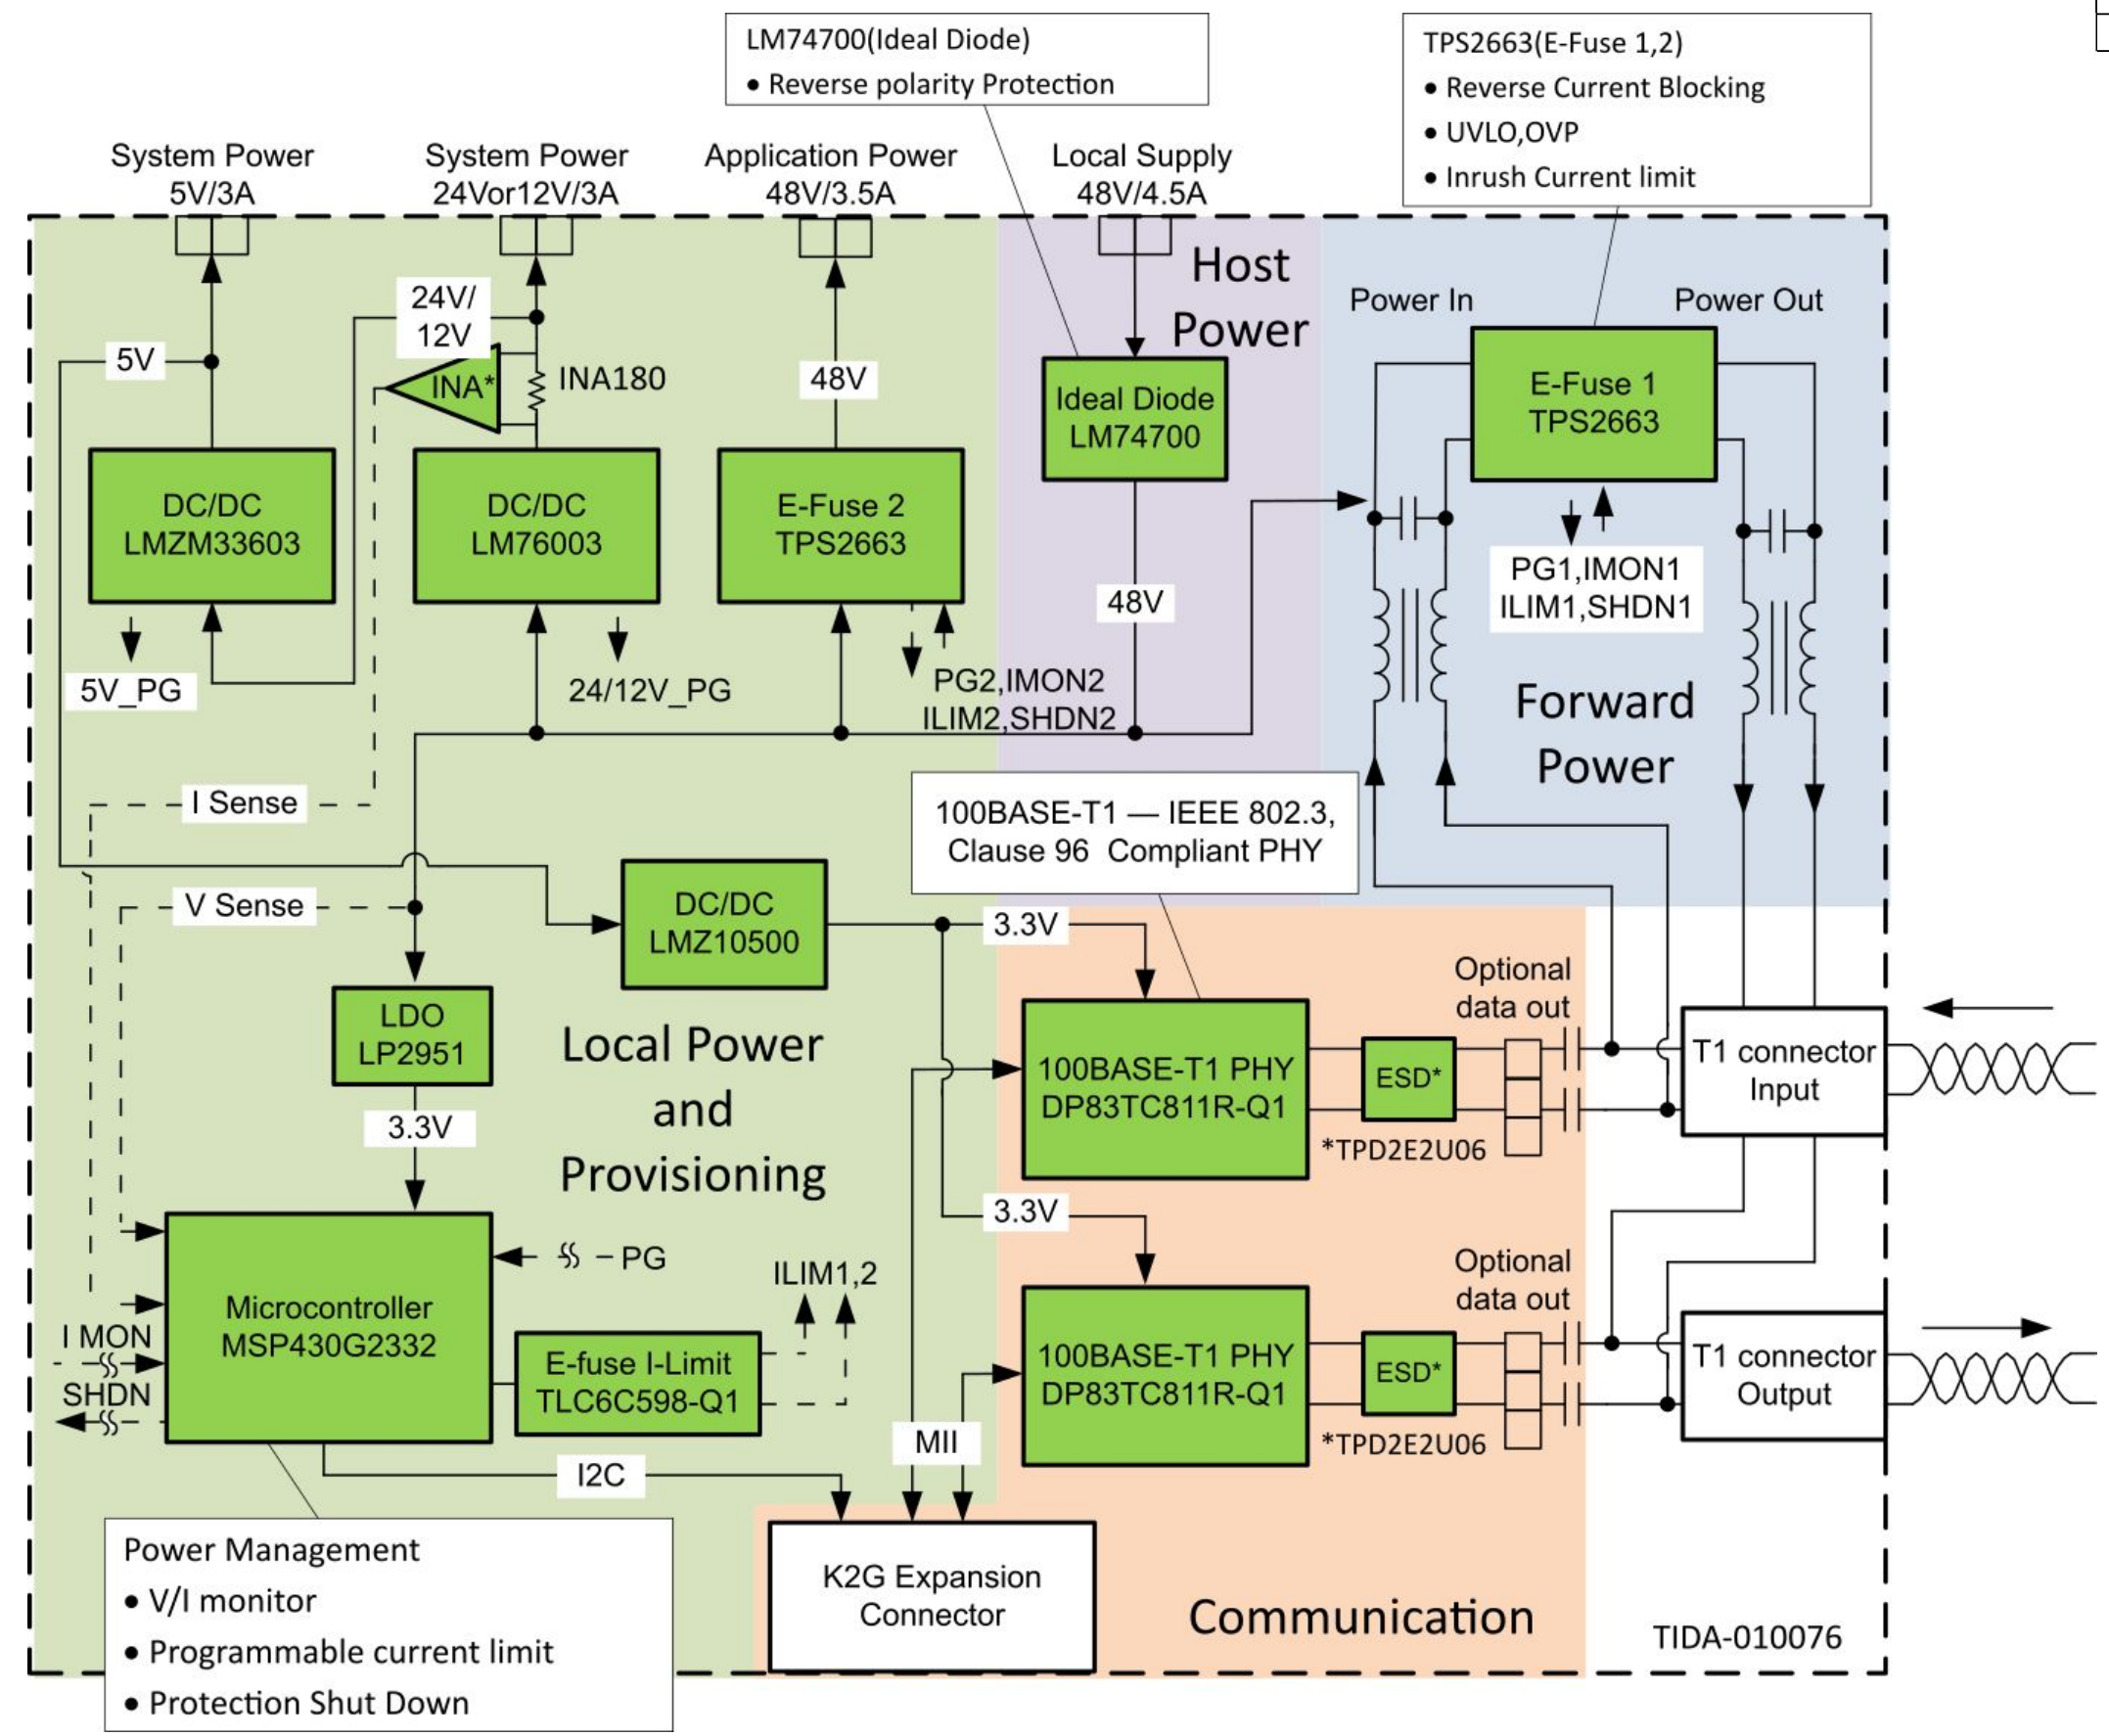 LM74700(Ideal Diode)
• Reverse polarity Protection
TPS2663(E-Fuse 1,2)
• Reverse Current Blocking
• UVLO,OVP
• Inrush Current limit
System Power
5V/3A
System Power
24Vor12V/3A
Application Power
48V/3.5A
Local Supply
48V/4.5A
Host
Power
Power In
Power Out
24V/
12V
5V
INA*
INA180
48V
Ideal Diode
LM74700
E-Fuse 1
TPS2663
DC/DC
LMZM33603
DC/DC
LM76003
E-Fuse 2
TPS2663
PG1,IMON1
ILIM1,SHDN1
48V
5V_PG
24/12V_PG
PG2,IMON2
ILIM2,SHDN2
Forward
Power
I Sense
100BASE-T1 — IEEE 802.3,
Clause 96 Compliant PHY
V Sense
DC/DC
LMZ10500
3.3V
Optional
data out
LDO
LP2951
Local Power
and
Provisioning
100BASE-T1 PHY
DP83TC811R-Q1
ESD*
*TPD2E2U06
T1 connector
Input
3.3V
3.3V
PG
ILIM1,2
Optional
data out
Microcontroller
MSP430G2332
I MON
SHDN
E-fuse I-Limit
TLC6C598-Q1
100BASE-T1 PHY
DP83TC811R-Q1
ESD*
*TPD2E2U06
T1 connector
Output
MII
I2C
Power Management
• V/I monitor
• Programmable current limit
• Protection Shut Down
K2G Expansion
Connector
Communication
TIDA-010076